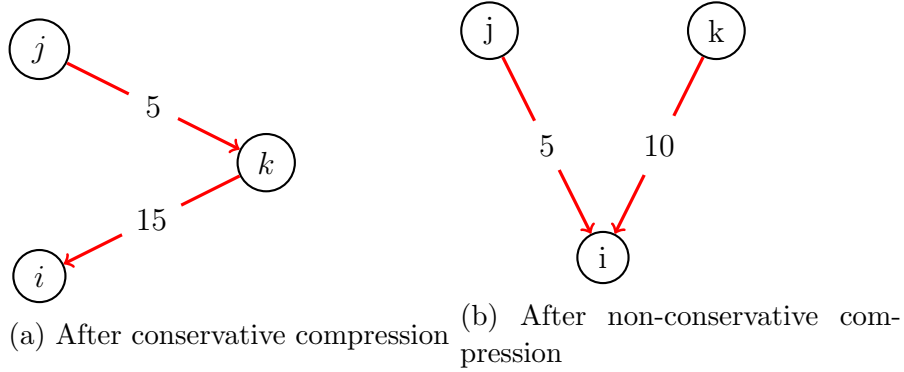 j
5
k
15
i
(a) After conservative compression
j
k
5
10
i
(b) After non-conservative com-
pression